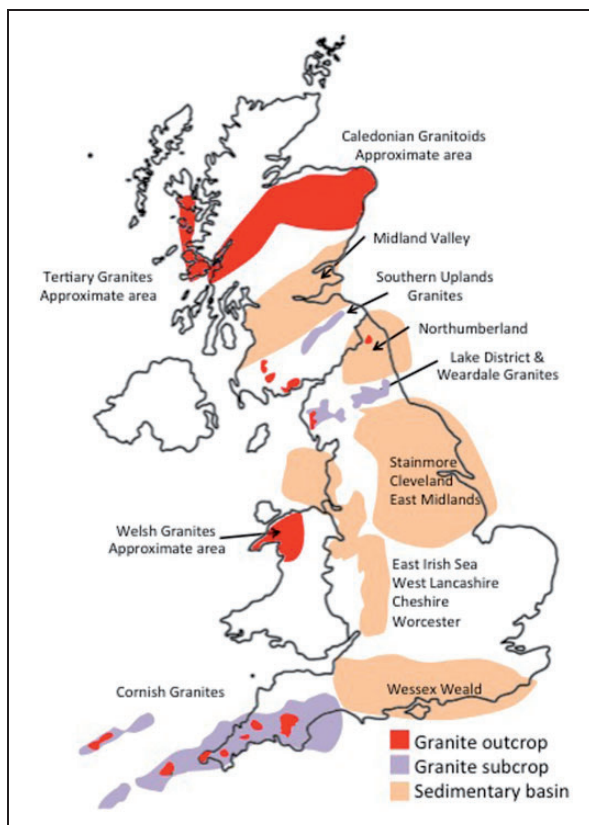 Caledonian Granitoids
Approximate area
Midland Valley
Southern Uplands
Granites
Tertiary Granites
Approximate area
Northumberland
Lake District &
Weardale Granites
Stainmore
Cleveland
East Midlands
Welsh Granites
Approximate area
East Irish Sea
West Lancashire
Cheshire
Worcester
Cornish Granites
Wessex Weald
Granite outcrop
Granite subcrop
Sedimentary basin